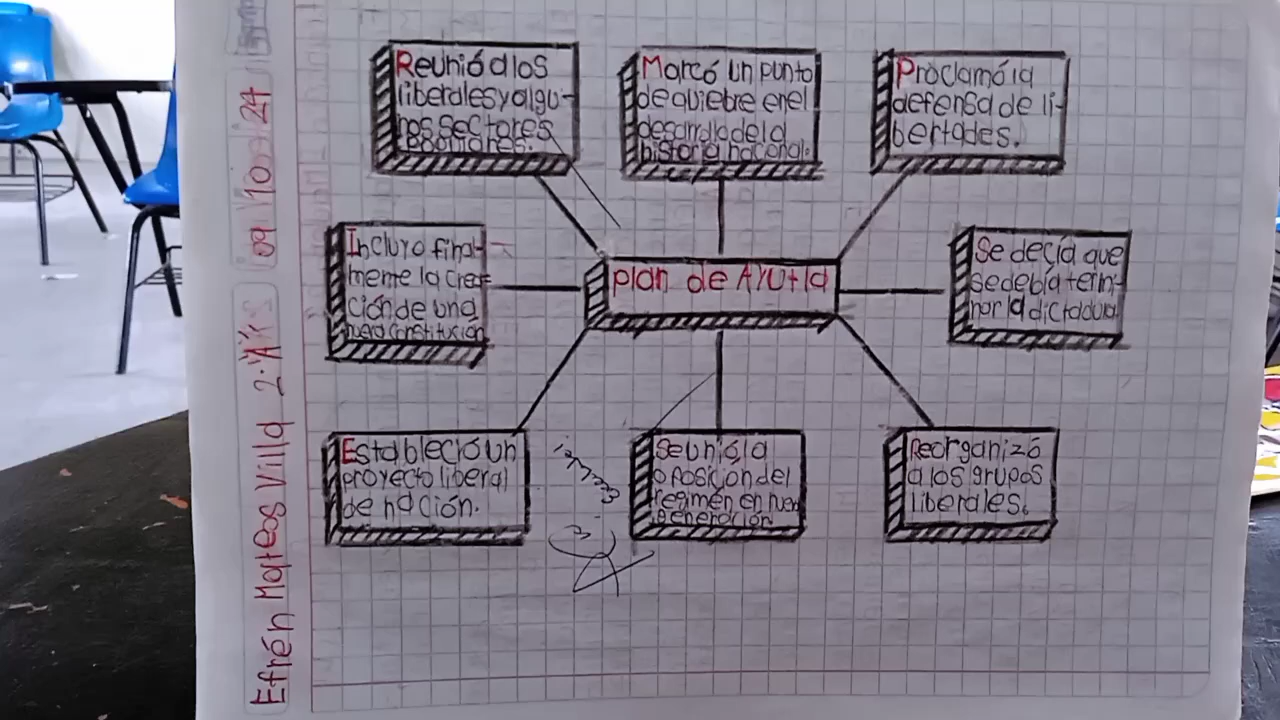 Reunió a los
liberales y algu-
nos sectores
populares.
Marcó un punto
de quiebre en el
desarrollo de la
historia nacional.
Proclamó la
defensa de li-
bertades.
Incluyo final-
mente la Crea-
ción de una
nueva constitución
plan de Ayutla
Se decía que
se debía termi-
nar la dictadura.
Estableció un
proyecto liberal
de nación.
Se unió la
oposición del
regimén en nueva
generación
Reorganizó
a los grupos
liberales.
Efrén Mateos Villa 2.°"A"S 09/10/24